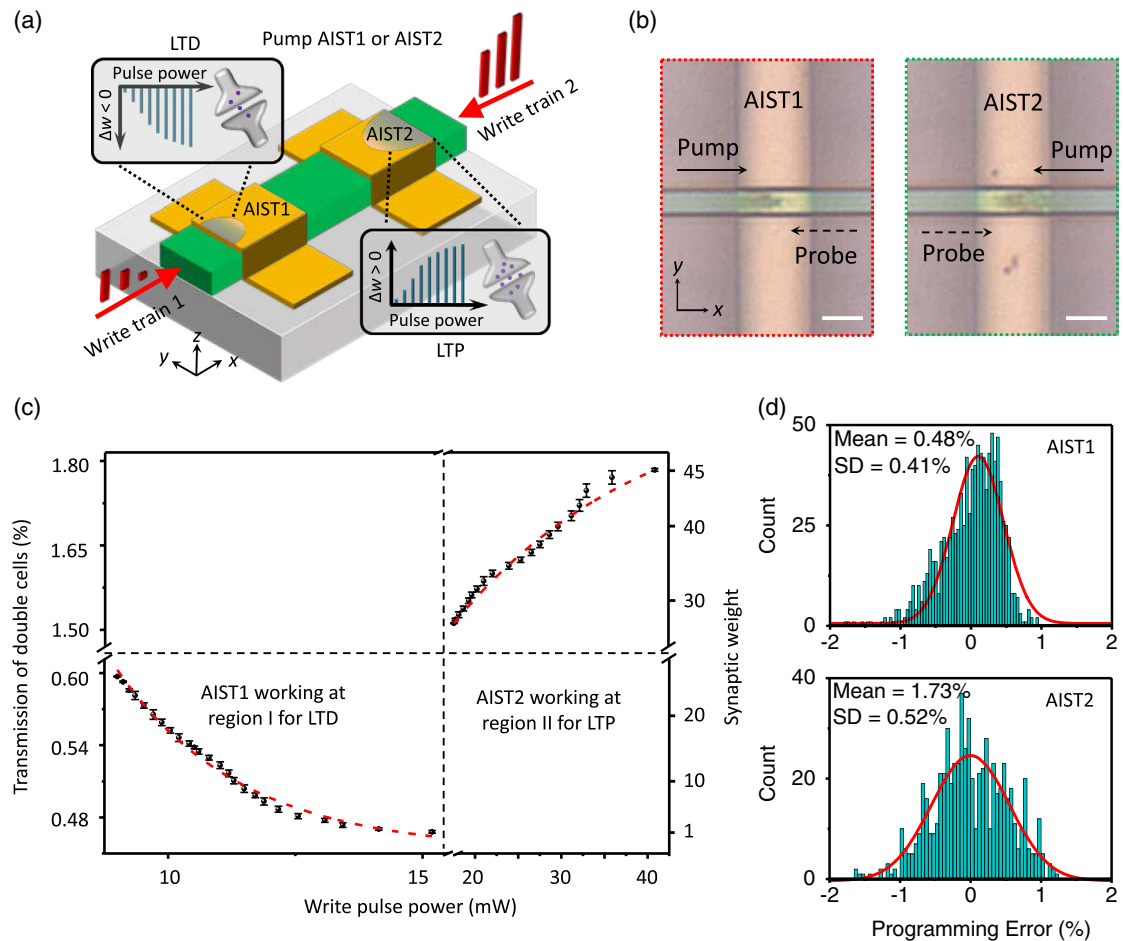 (a)
Pump AIST1 or AIST2
LTD
Pulse power
Δw < 0
Write train 2
AIST2
AIST1
Write train 1
Δw > 0
Pulse power
LTP
z
y
x
(b)
AIST1
Pump
Probe
y
x
AIST2
Pump
Probe
(c)
Transmission of double cells (%)
1.80
1.65
1.50
0.60
0.54
0.48
AIST1 working at
region I for LTD
AIST2 working at
region II for LTP
45
40
30
20
10
1
Synaptic weight
10
15
20
30
40
Write pulse power (mW)
(d)
Count
50
25
0
Mean = 0.48%
SD = 0.41%
AIST1
-2
-1
0
1
2
Count
40
20
0
Mean = 1.73%
SD = 0.52%
AIST2
-2
-1
0
1
2
Programming Error (%)